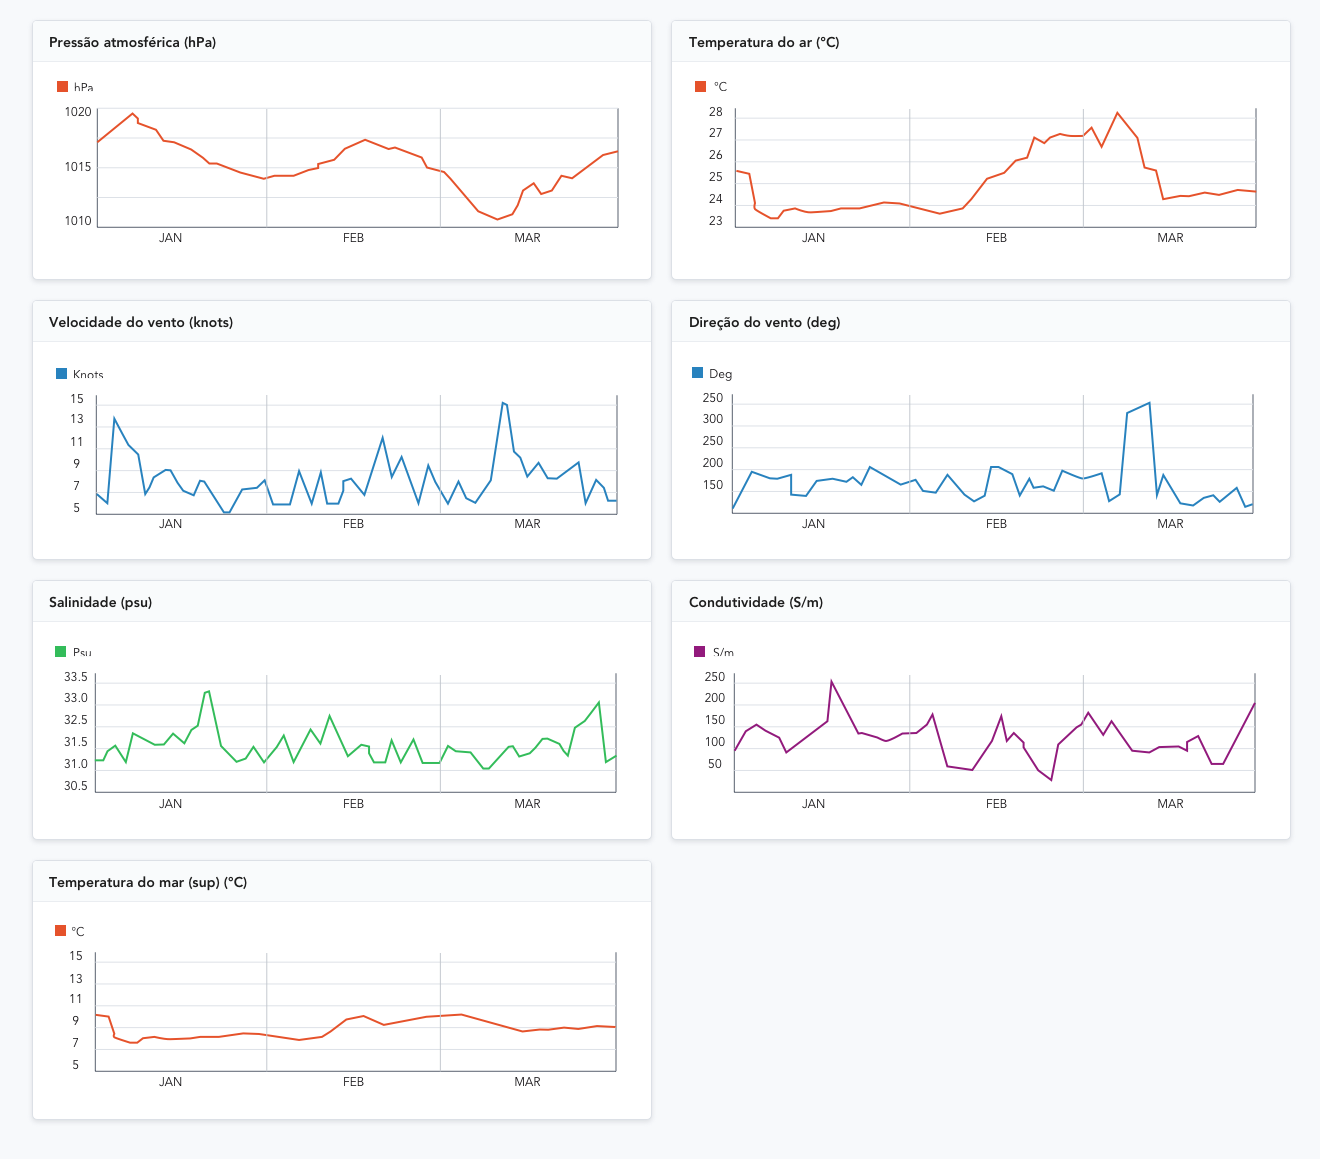 Pressão atmosférica (hPa)
hPa
1020
1015
1010
JAN FEB MAR
Temperatura do ar (°C)
°C
28
27
26
25
24
23
JAN FEB MAR
Velocidade do vento (knots)
Knots
15
13
11
9
7
5
JAN FEB MAR
Direção do vento (deg)
Deg
250
300
250
200
150
JAN FEB MAR
Salinidade (psu)
Psu
33.5
33.0
32.5
31.5
31.0
30.5
JAN FEB MAR
Condutividade (S/m)
S/m
250
200
150
100
50
JAN FEB MAR
Temperatura do mar (sup) (°C)
°C
15
13
11
9
7
5
JAN FEB MAR